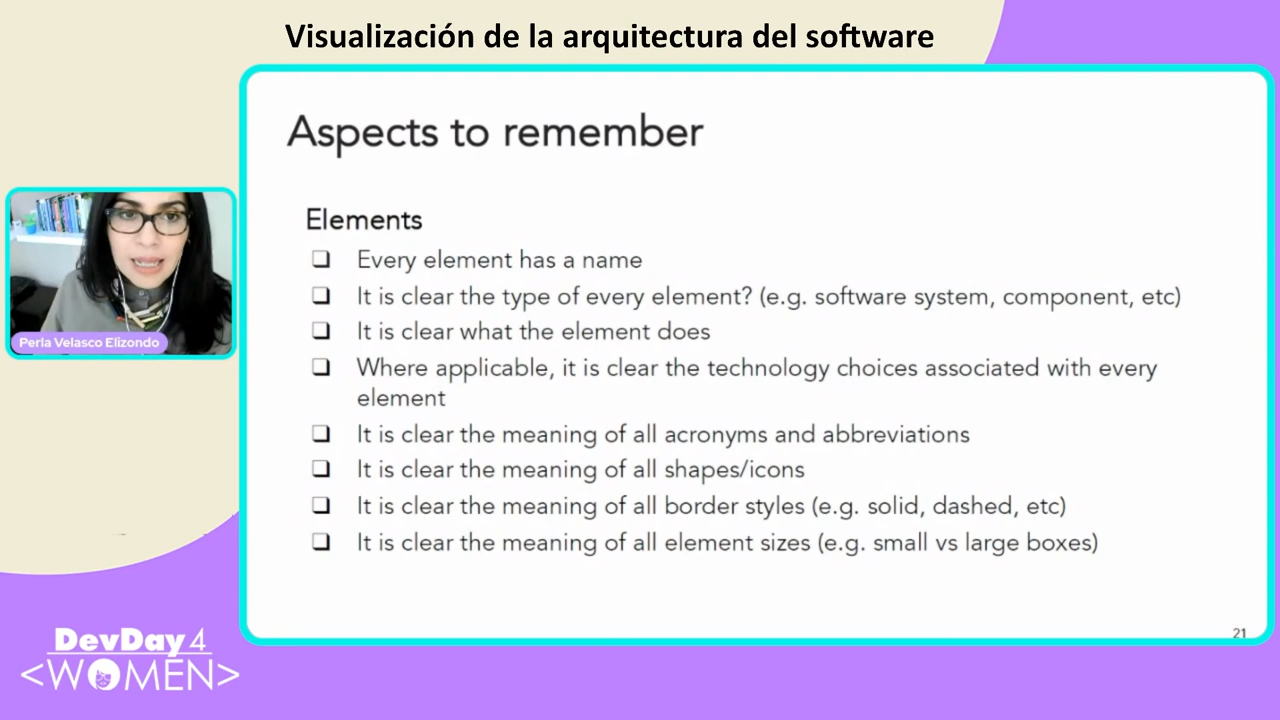 Visualización de la arquitectura del software
Aspects to remember
Elements
Every element has a name
It is clear the type of every element? (e.g. software system, component, etc)
It is clear what the element does
Where applicable, it is clear the technology choices associated with every
element
It is clear the meaning of all acronyms and abbreviations
It is clear the meaning of all shapes/icons
It is clear the meaning of all border styles (e.g. solid, dashed, etc)
It is clear the meaning of all element sizes (e.g. small vs large boxes)
21
Perla Velasco Elizondo
DevDay 4
<WOMEN>